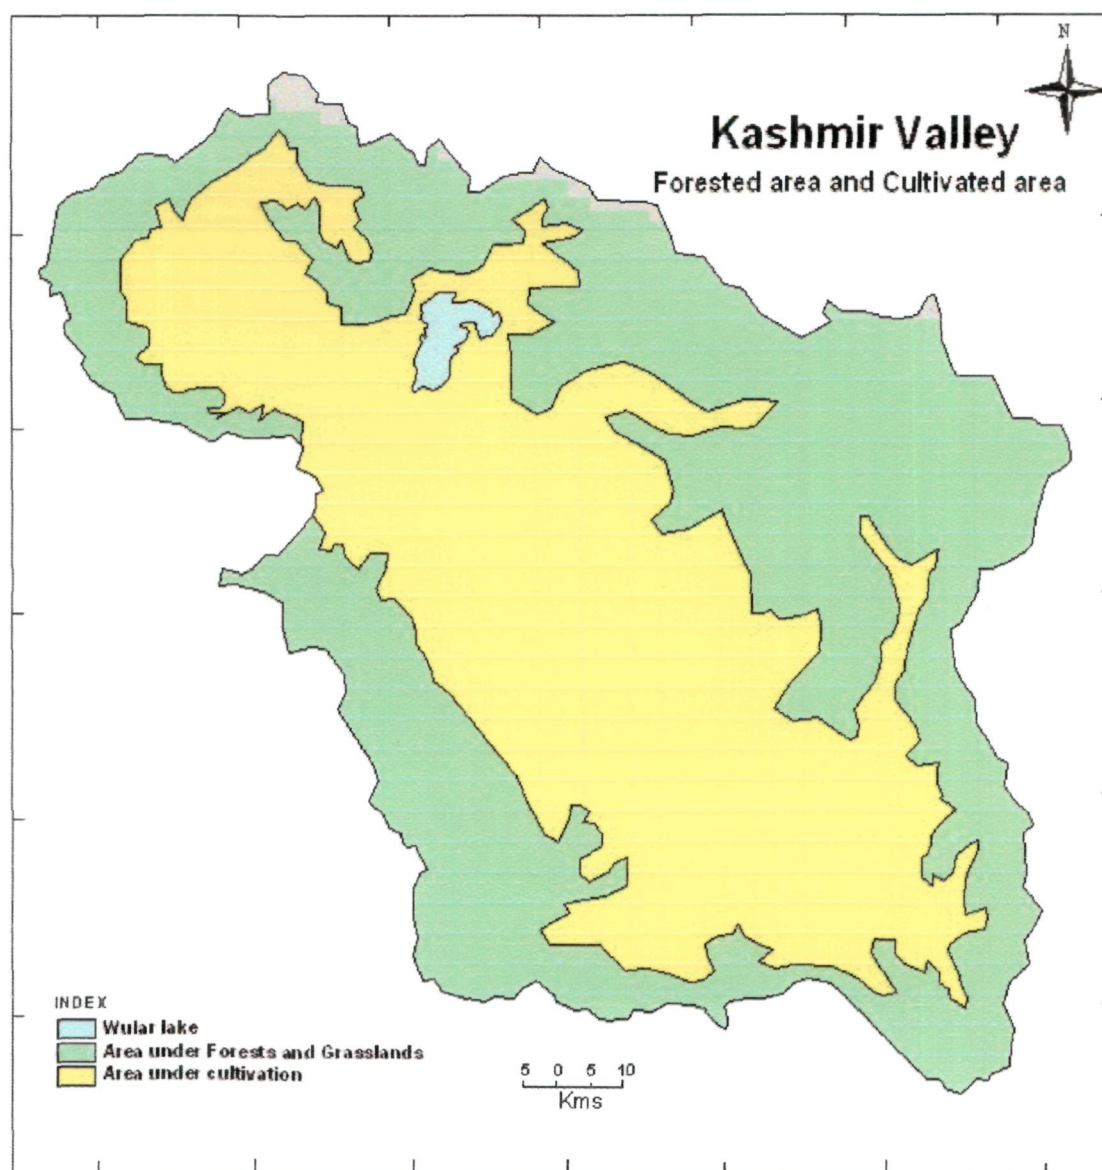 N
Kashmir Valley
Forested area and Cultivated area
INDEX
Wular lake
Area under Forests and Grasslands
Area under cultivation
5 0 5 10
Kms